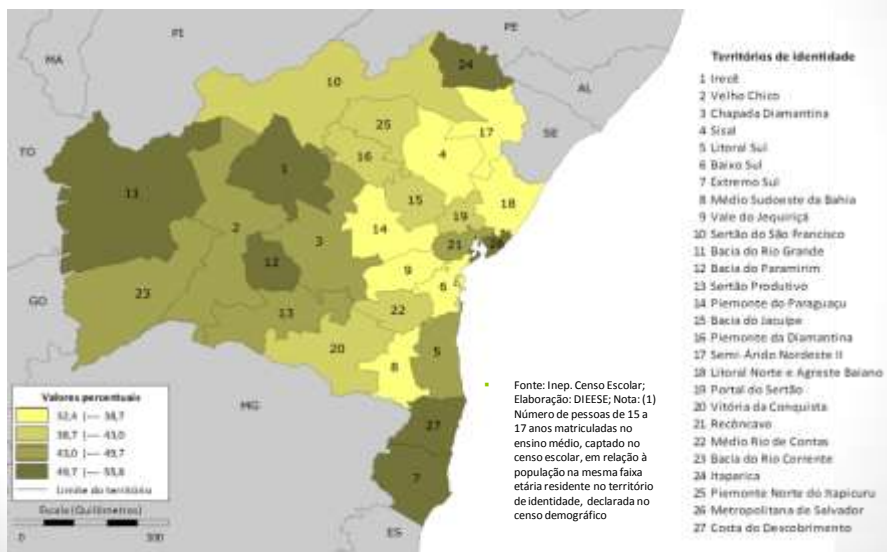 PI
PE
MA
AL
SE
TO
GO
MG
ES
24
10
25
17
4
16
1
11
15
18
19
14
2
3
21
26
12
9
6
23
13
22
20
8
5
27
7
Valores percentuais
32,4 |--- 38,7
38,7 |--- 43,0
43,0 |--- 49,7
49,7 |--- 55,8
Limite do território
Escala (Quilômetros)
0 100
Fonte: Inep. Censo Escolar;
Elaboração: DIEESE; Nota: (1)
Número de pessoas de 15 a
17 anos matriculadas no
ensino médio, captado no
censo escolar, em relação à
população na mesma faixa
etária residente no território
de identidade, declarada no
censo demográfico
Territórios de identidade
1 Irecê
2 Velho Chico
3 Chapada Diamantina
4 Sisal
5 Litoral Sul
6 Baixo Sul
7 Extremo Sul
8 Médio Sudoeste da Bahia
9 Vale do Jequiriçá
10 Sertão do São Francisco
11 Bacia do Rio Grande
12 Bacia do Paramirim
13 Sertão Produtivo
14 Piemonte do Paraguaçu
15 Bacia do Jacuípe
16 Piemonte da Diamantina
17 Semi-Árido Nordeste II
18 Litoral Norte e Agreste Baiano
19 Portal do Sertão
20 Vitória da Conquista
21 Recôncavo
22 Médio Rio de Contas
23 Bacia do Rio Corrente
24 Itaparica
25 Piemonte Norte do Itapicuru
26 Metropolitana de Salvador
27 Costa do Descobrimento